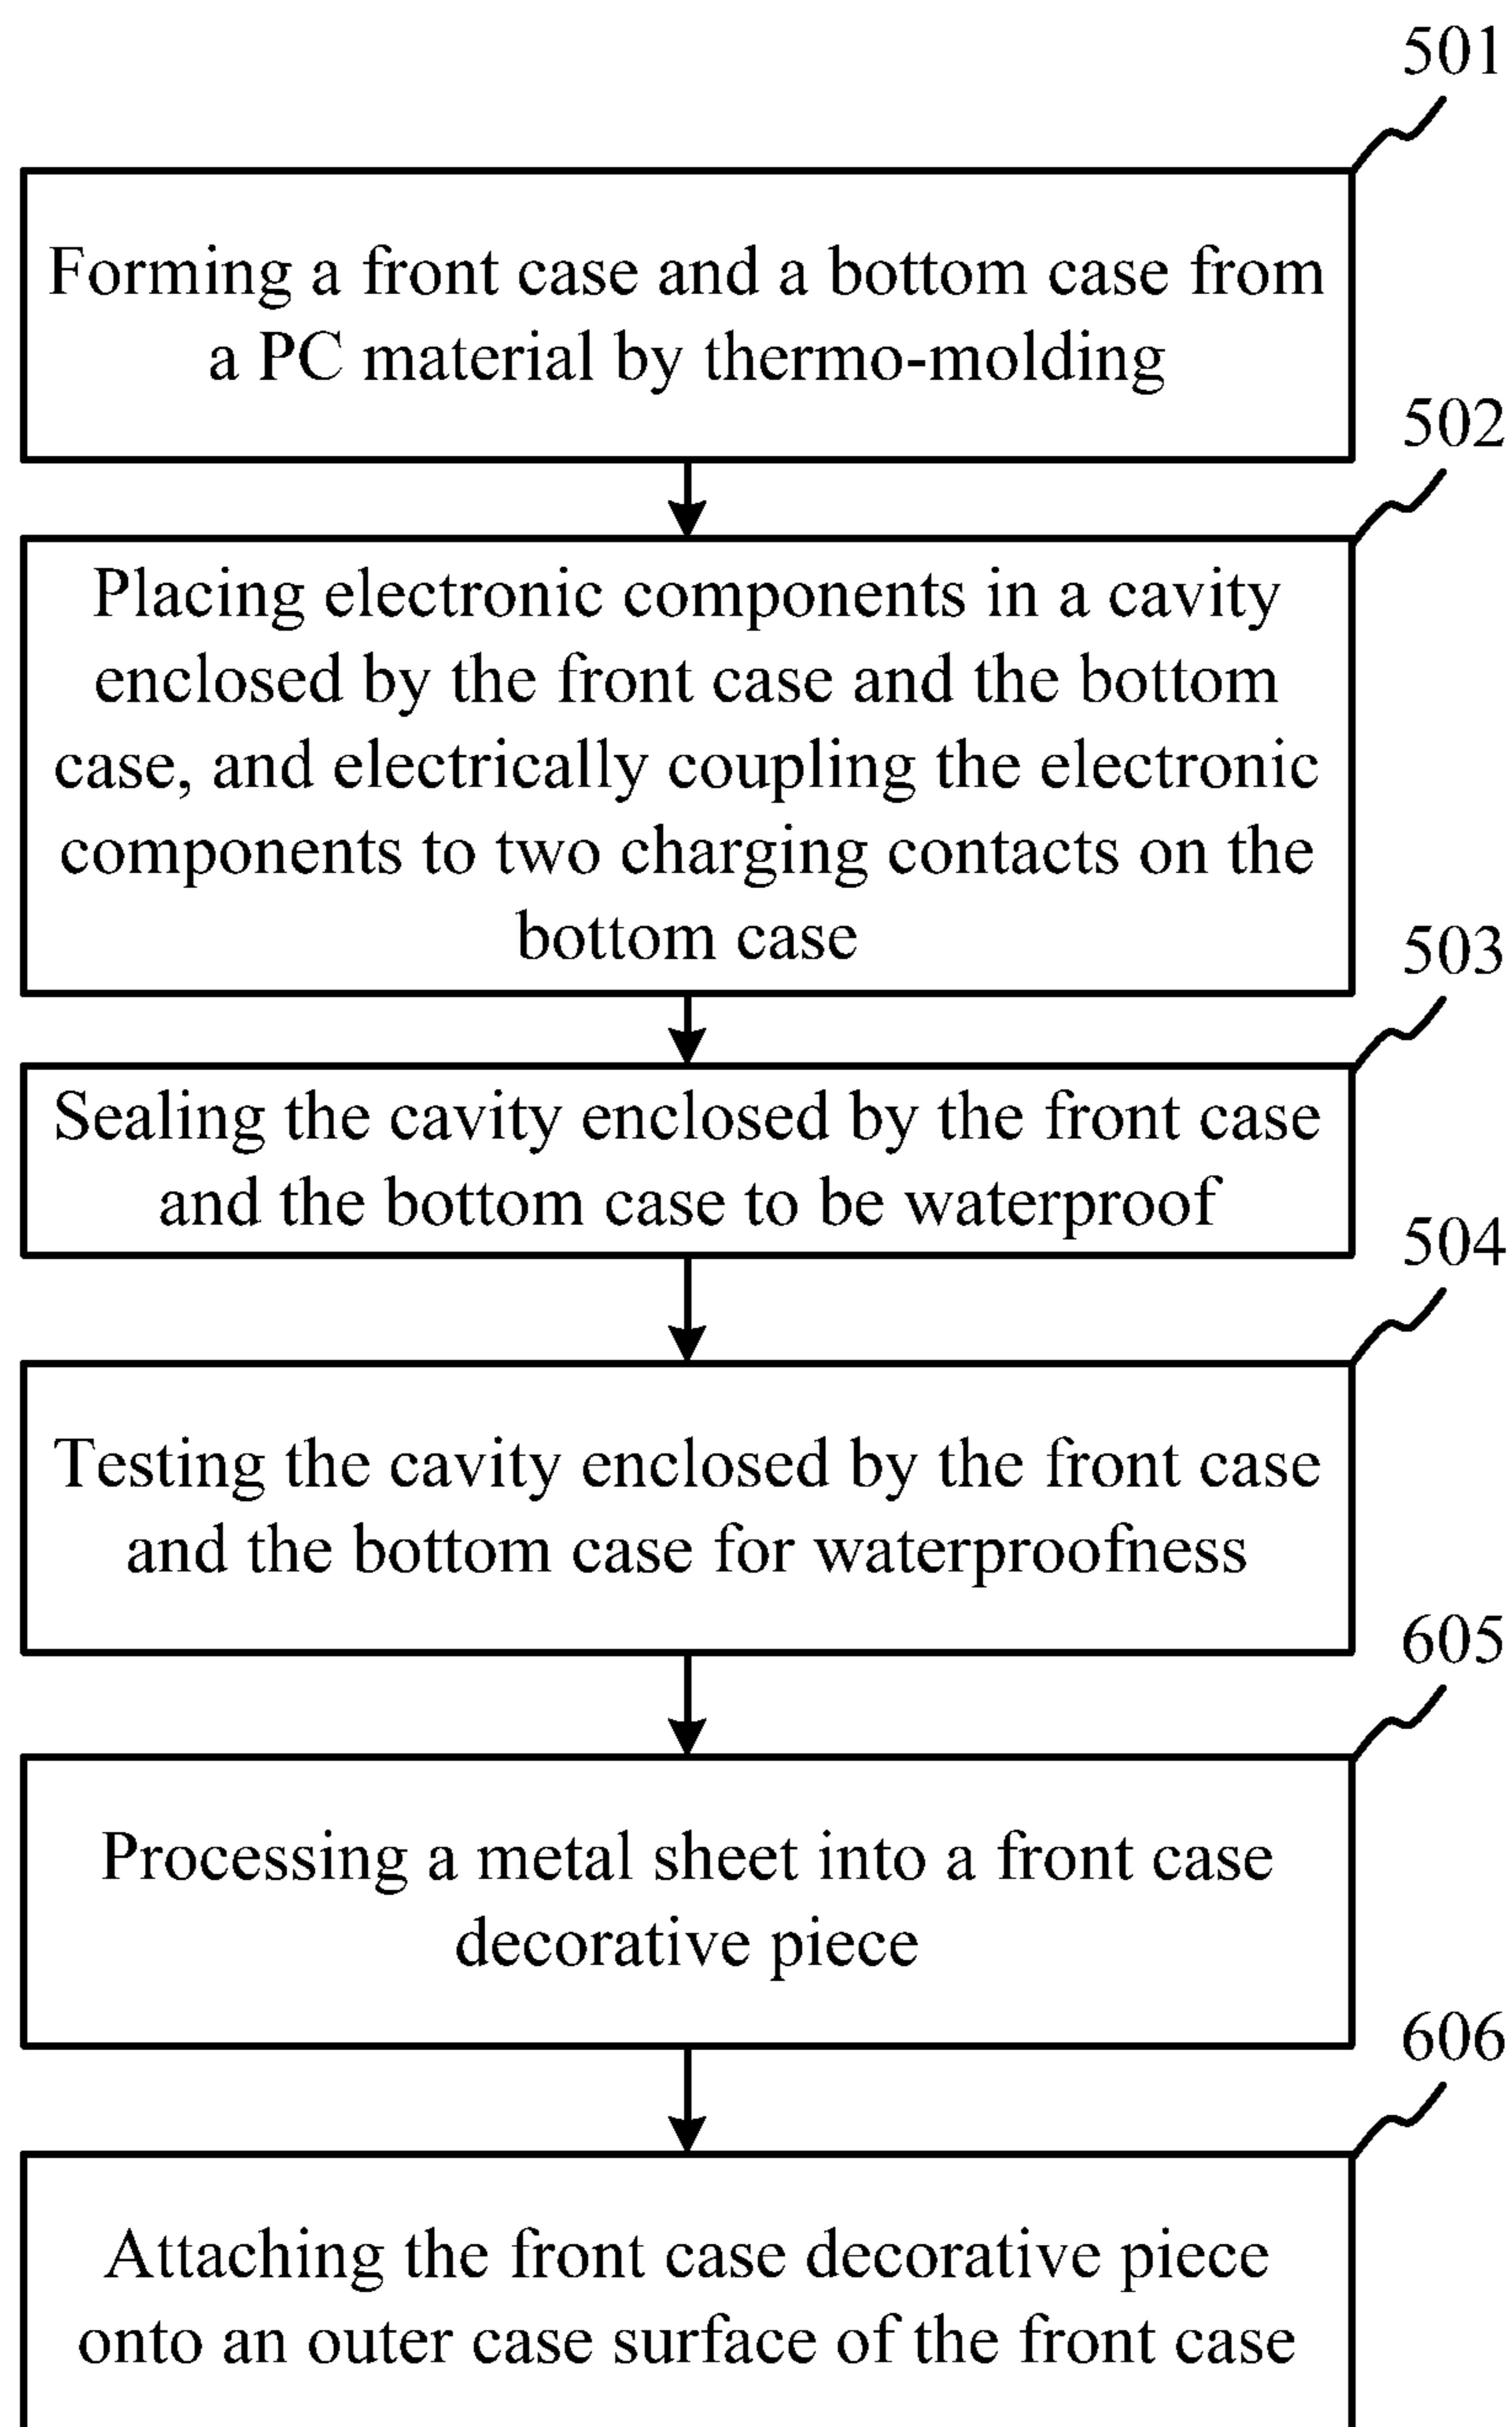 501
Forming a front case and a bottom case from
a PC material by thermo-molding
502
Placing electronic components in a cavity
enclosed by the front case and the bottom
case, and electrically coupling the electronic
components to two charging contacts on the
bottom case
503
Sealing the cavity enclosed by the front case
and the bottom case to be waterproof
504
Testing the cavity enclosed by the front case
and the bottom case for waterproofness
605
Processing a metal sheet into a front case
decorative piece
606
Attaching the front case decorative piece
onto an outer case surface of the front case